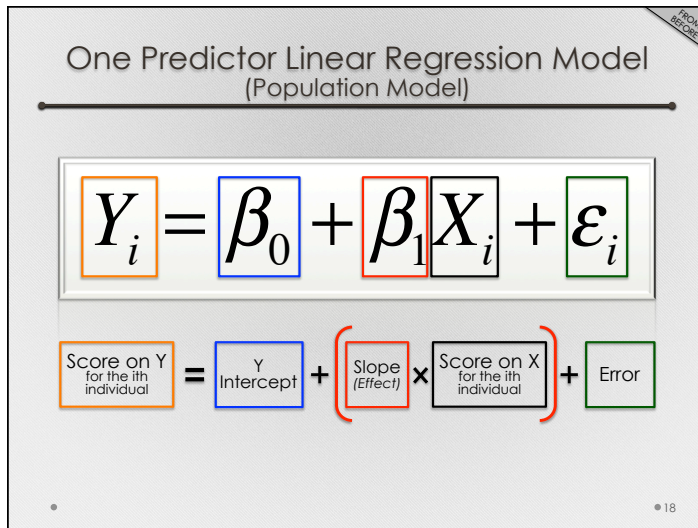 FROM
BEFORE
One Predictor Linear Regression Model
(Population Model)
Yᵢ = β₀ + β₁Xᵢ + εᵢ
Score on Y for the ith individual = Y Intercept + ( Slope (Effect) × Score on X for the ith individual ) + Error
18